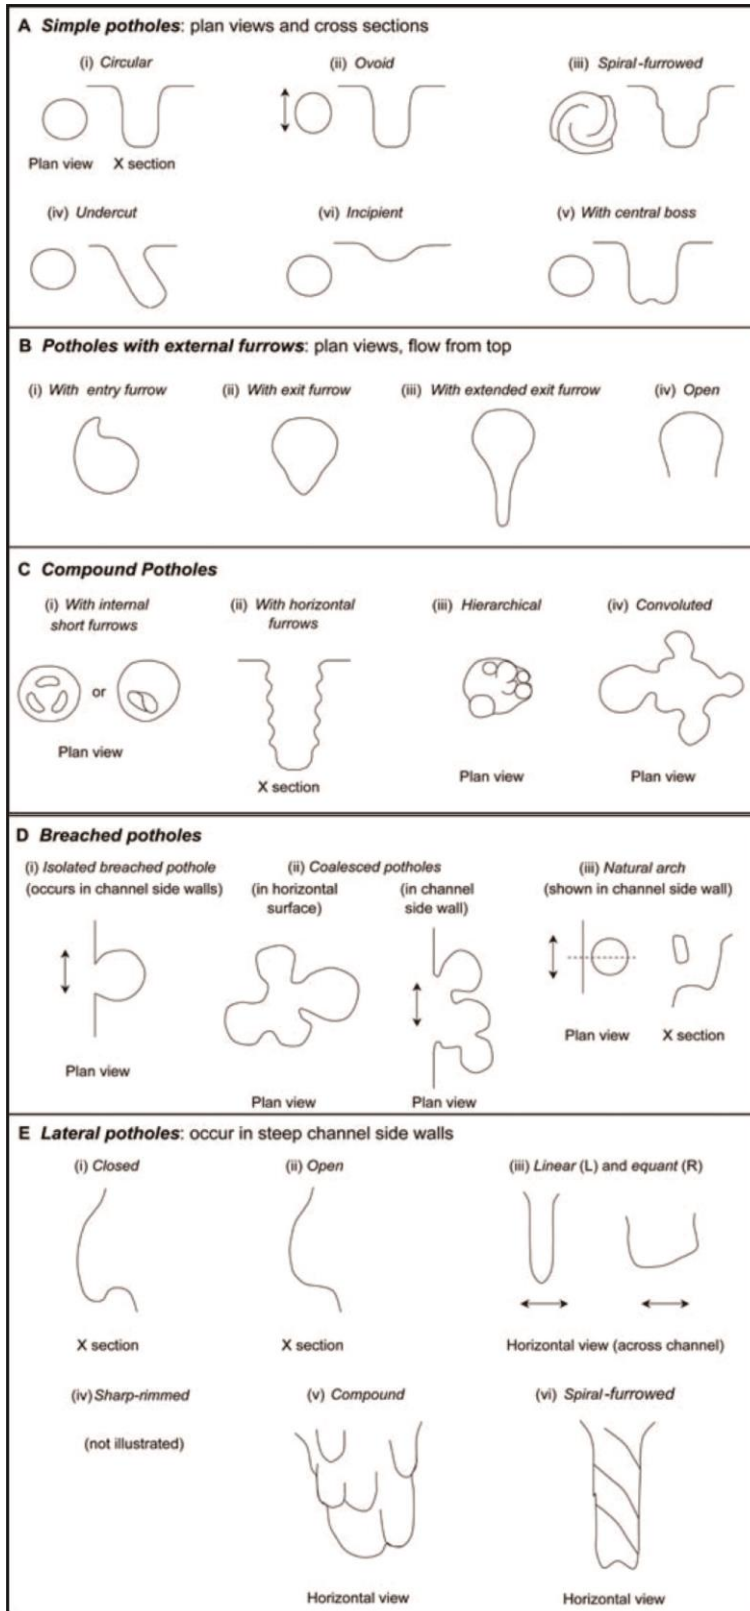 A Simple potholes: plan views and cross sections
(i) Circular
(ii) Ovoid
(iii) Spiral-furrowed
Plan view
X section
(iv) Undercut
(vi) Incipient
(v) With central boss
B Potholes with external furrows: plan views, flow from top
(i) With entry furrow
(ii) With exit furrow
(iii) With extended exit furrow
(iv) Open
C Compound Potholes
(i) With internal
short furrows
(ii) With horizontal
furrows
(iii) Hierarchical
(iv) Convoluted
or
Plan view
X section
Plan view
Plan view
D Breached potholes
(i) Isolated breached pothole
(occurs in channel side walls)
(ii) Coalesced potholes
(in horizontal
surface)
(in channel
side wall)
(iii) Natural arch
(shown in channel side wall)
Plan view
Plan view
Plan view
Plan view
X section
E Lateral potholes: occur in steep channel side walls
(i) Closed
(ii) Open
(iii) Linear (L) and equant (R)
X section
X section
Horizontal view (across channel)
(iv) Sharp-rimmed
(not illustrated)
(v) Compound
(vi) Spiral-furrowed
Horizontal view
Horizontal view